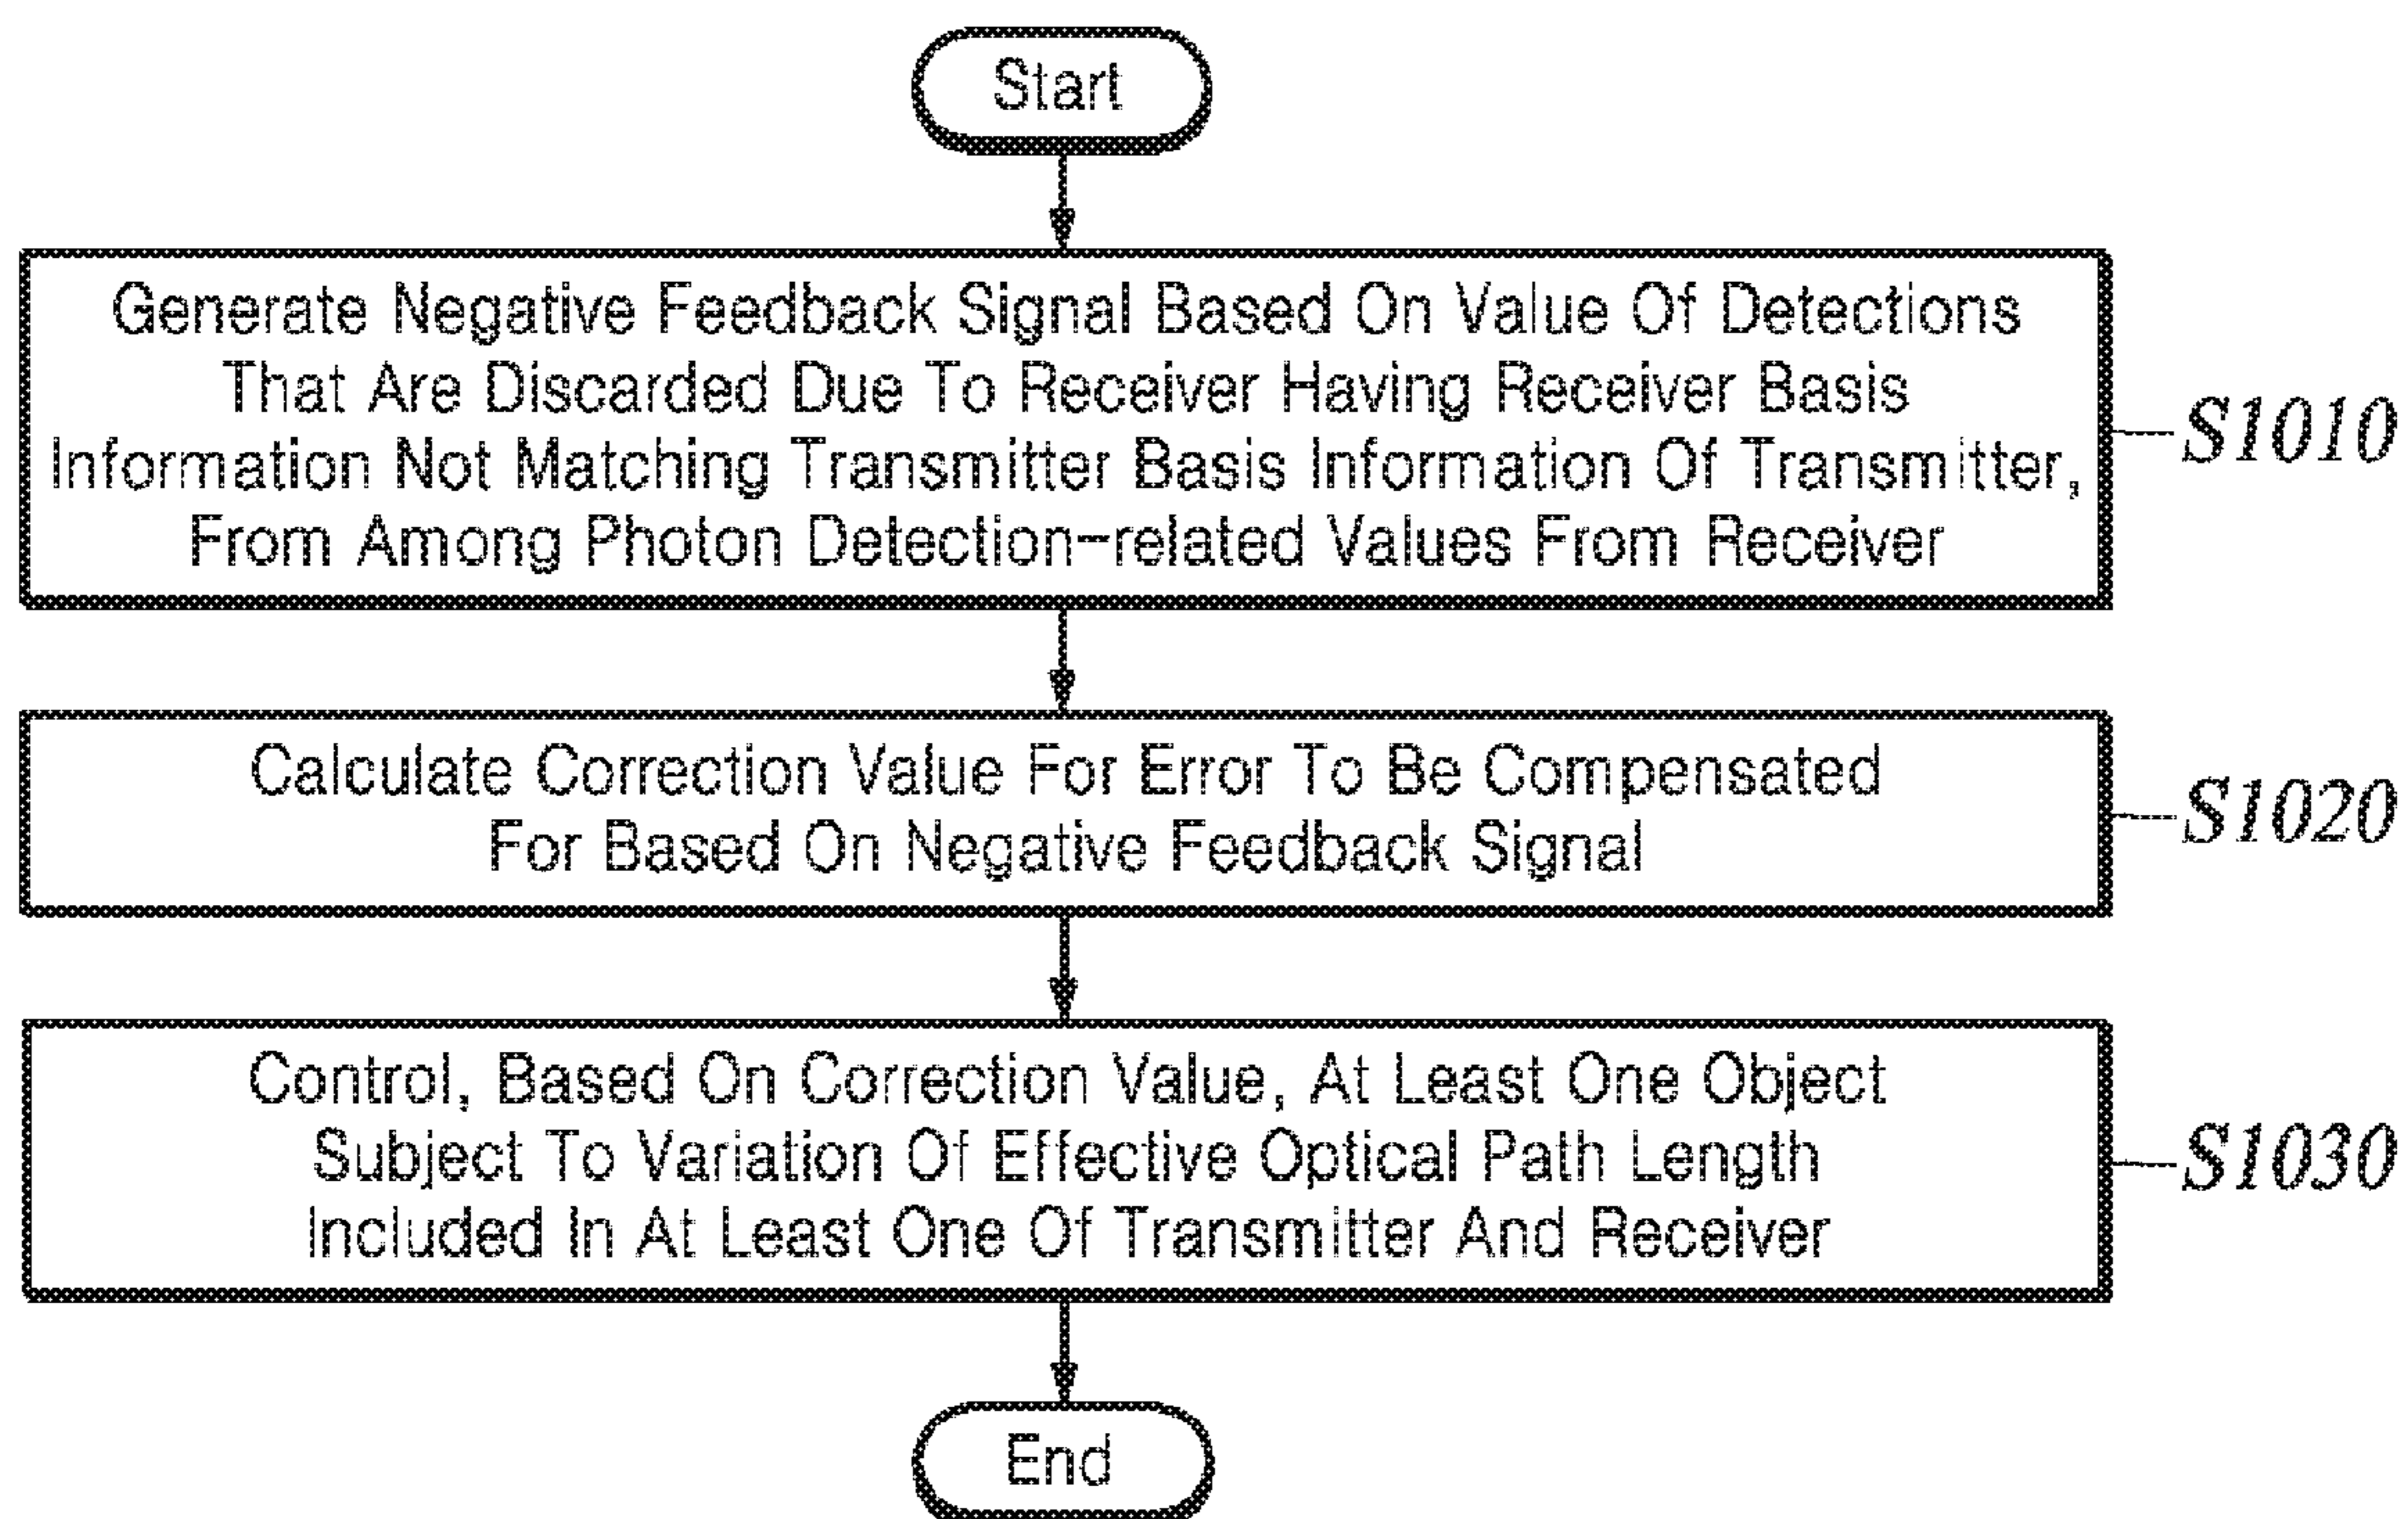 Start
Generate Negative Feedback Signal Based On Value Of Detections
That Are Discarded Due To Receiver Having Receiver Basis
Information Not Matching Transmitter Basis Information Of Transmitter,
From Among Photon Detection-related Values From Receiver
S1010
Calculate Correction Value For Error To Be Compensated
For Based On Negative Feedback Signal
S1020
Control, Based On Correction Value, At Least One Object
Subject To Variation Of Effective Optical Path Length
Included In At Least One Of Transmitter And Receiver
S1030
End